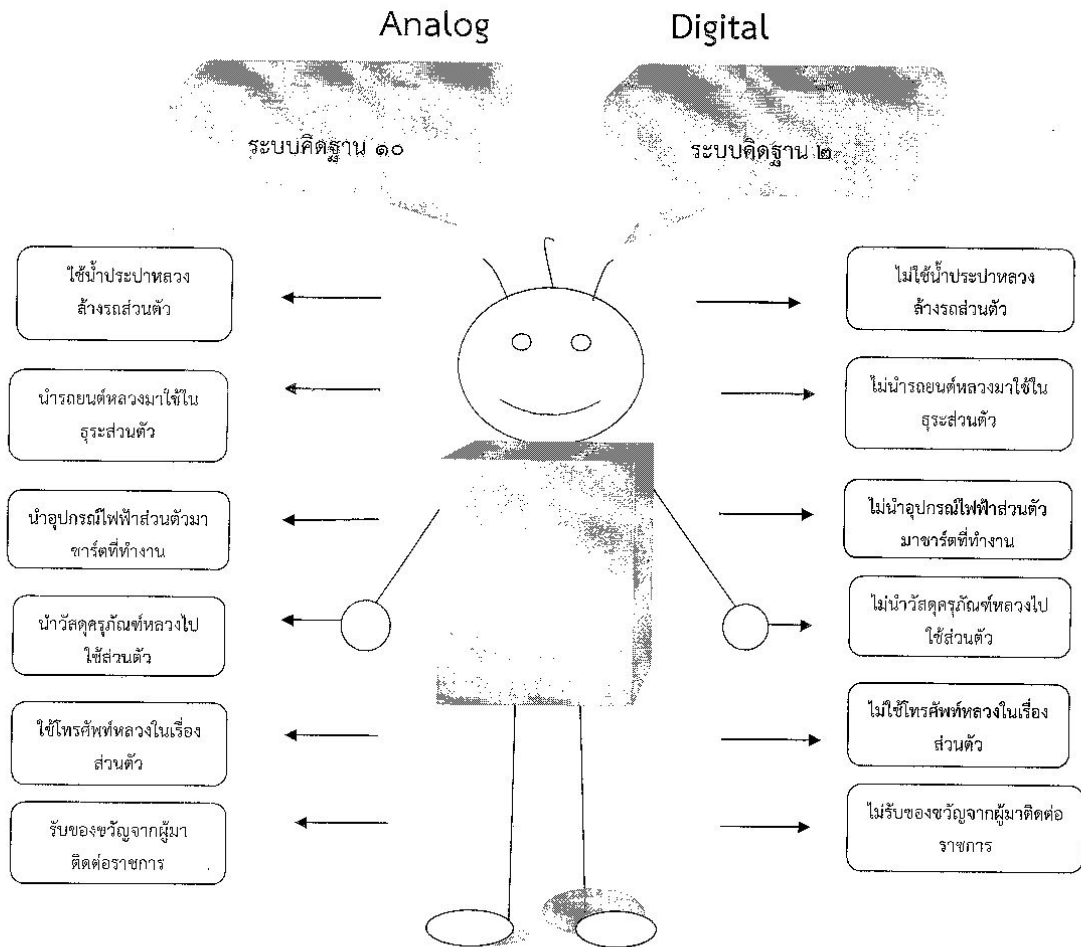 Analog
Digital
ระบบคิดฐาน ๑๐
ระบบคิดฐาน ๒
ใช้น้ำประปาหลวง
ล้างรถส่วนตัว
ไม่ใช้น้ำประปาหลวง
ล้างรถส่วนตัว
นำรถยนต์หลวงมาใช้ใน
ธุระส่วนตัว
ไม่นำรถยนต์หลวงมาใช้ใน
ธุระส่วนตัว
นำอุปกรณ์ไฟฟ้าส่วนตัวมา
ชาร์ตที่ทำงาน
ไม่นำอุปกรณ์ไฟฟ้าส่วนตัว
มาชาร์ตที่ทำงาน
นำวัสดุครุภัณฑ์หลวงไป
ใช้ส่วนตัว
ไม่นำวัสดุครุภัณฑ์หลวงไป
ใช้ส่วนตัว
ใช้โทรศัพท์หลวงในเรื่อง
ส่วนตัว
ไม่ใช้โทรศัพท์หลวงในเรื่อง
ส่วนตัว
รับของขวัญจากผู้มา
ติดต่อราชการ
ไม่รับของขวัญจากผู้มาติดต่อ
ราชการ